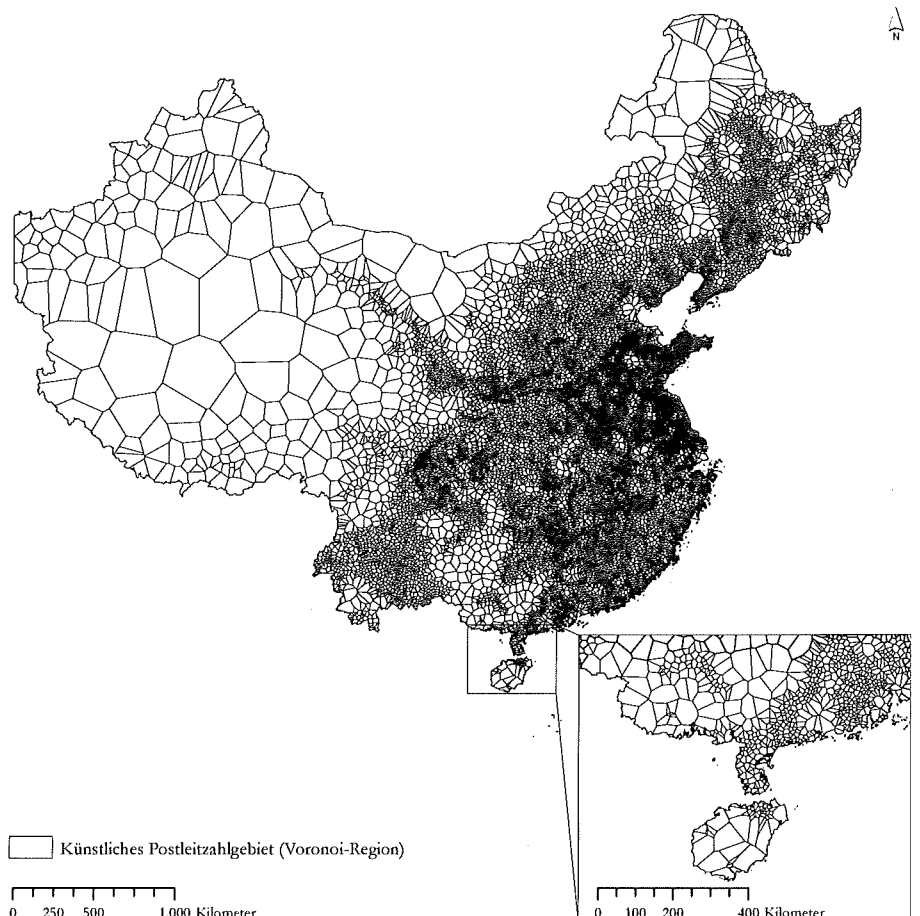 N
Künstliches Postleitzahlgebiet (Voronoi-Region)
0 250 500 1.000 Kilometer
0 100 200 400 Kilometer